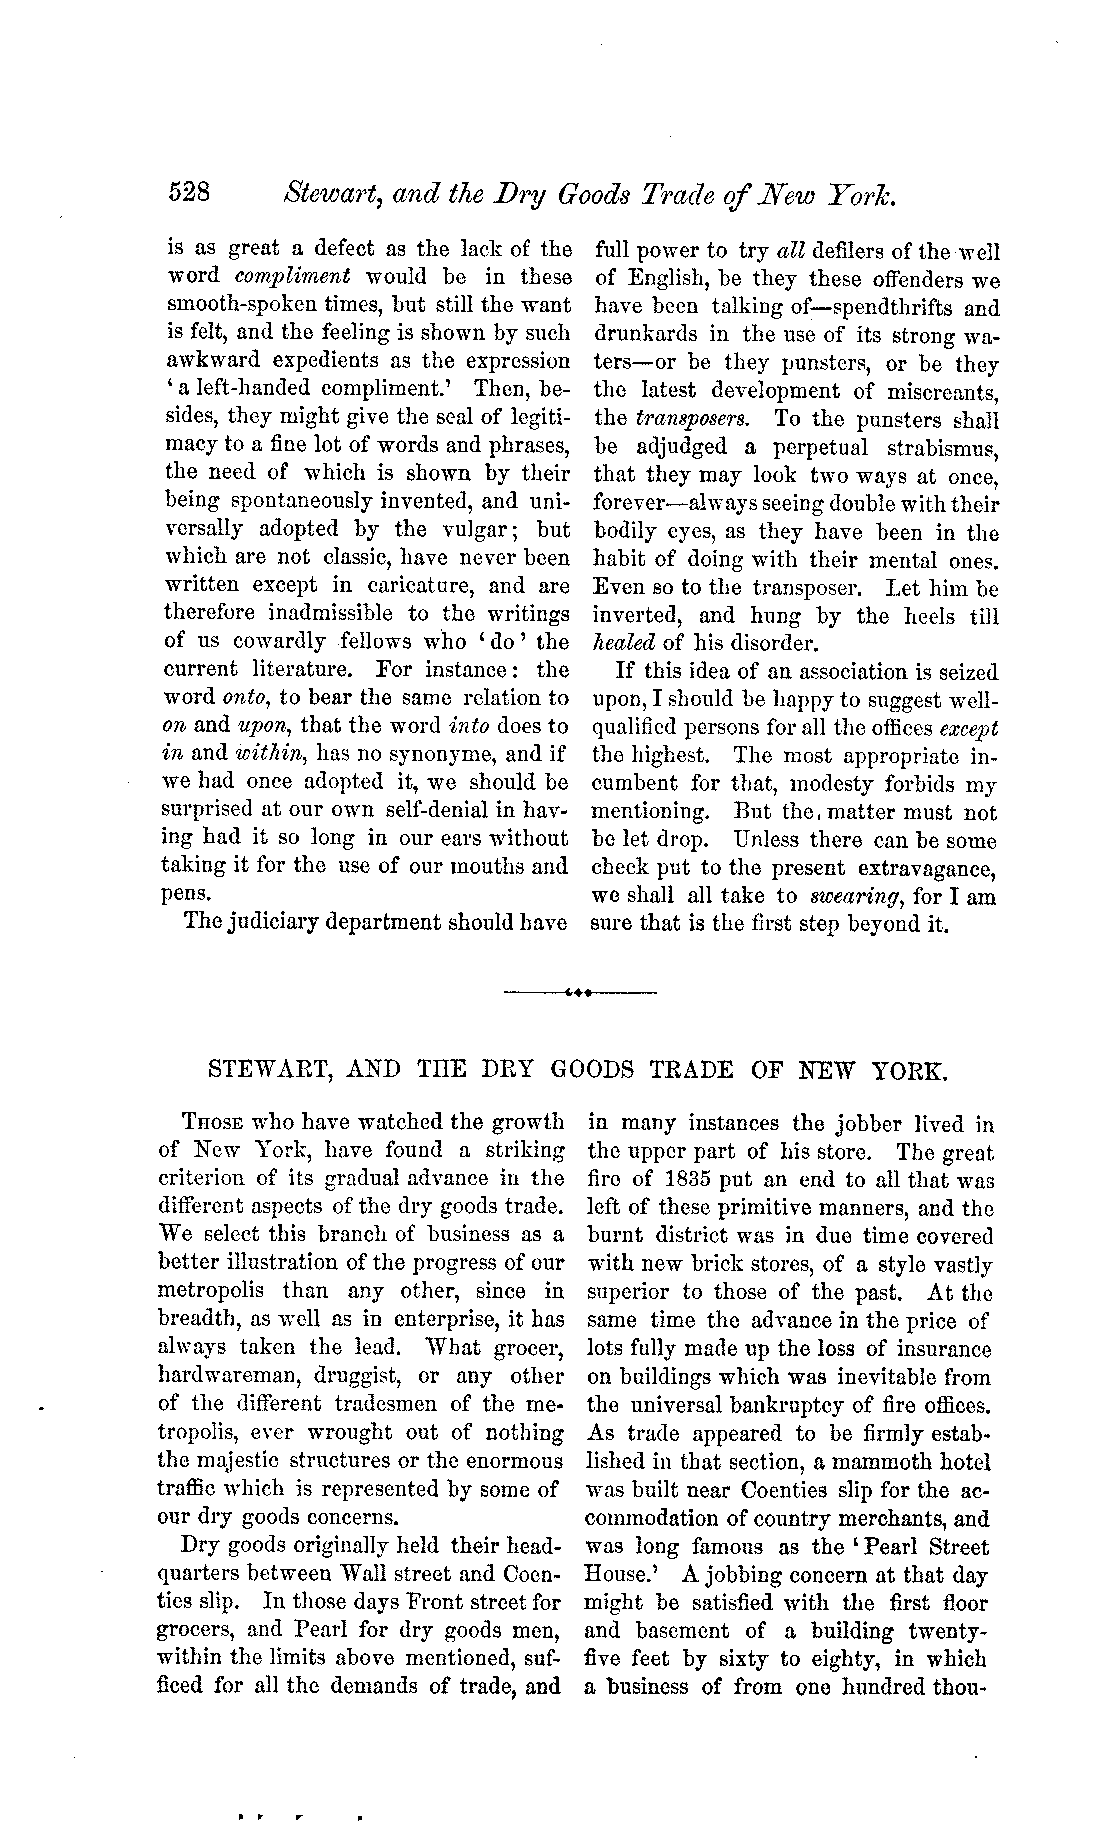 528 Stewart, and the Dry Goods Trade of New York.
is as great a defect as the lack of the
word compliment would be in these
smooth-spoken times, but still the want
is felt, and the feeling is shown by such
awkward expedients as the expression
‘a left-handed compliment.’ Then, be-
sides, they might give the seal of legiti-
macy to a fine lot of words and phrases,
the need of which is shown by their
being spontaneously invented, and uni-
versally adopted by the vulgar; but
which are not classic, have never been
written except in caricature, and are
therefore inadmissible to the writings
of us cowardly fellows who ‘do’ the
current literature. For instance: the
word onto, to bear the same relation to
on and upon, that the word into does to
in and within, has no synonyme, and if
we had once adopted it, we should be
surprised at our own self-denial in hav-
ing had it so long in our ears without
taking it for the use of our mouths and
pens.
The judiciary department should have
full power to try all defilers of the well
of English, be they these offenders we
have been talking of—spendthrifts and
drunkards in the use of its strong wa-
ters—or be they punsters, or be they
the latest development of miscreants,
the transposers. To the punsters shall
be adjudged a perpetual strabismus,
that they may look two ways at once,
forever—always seeing double with their
bodily eyes, as they have been in the
habit of doing with their mental ones.
Even so to the transposer. Let him be
inverted, and hung by the heels till
healed of his disorder.
If this idea of an association is seized
upon, I should be happy to suggest well-
qualified persons for all the offices except
the highest. The most appropriate in-
cumbent for that, modesty forbids my
mentioning. But the matter must not
be let drop. Unless there can be some
check put to the present extravagance,
we shall all take to swearing, for I am
sure that is the first step beyond it.
STEWART, AND THE DRY GOODS TRADE OF NEW YORK.
THOSE who have watched the growth
of New York, have found a striking
criterion of its gradual advance in the
different aspects of the dry goods trade.
We select this branch of business as a
better illustration of the progress of our
metropolis than any other, since in
breadth, as well as in enterprise, it has
always taken the lead. What grocer,
hardwareman, druggist, or any other
of the different tradesmen of the me-
tropolis, ever wrought out of nothing
the majestic structures or the enormous
traffic which is represented by some of
our dry goods concerns.
Dry goods originally held their head-
quarters between Wall street and Coen-
ties slip. In those days Front street for
grocers, and Pearl for dry goods men,
within the limits above mentioned, suf-
ficed for all the demands of trade, and
in many instances the jobber lived in
the upper part of his store. The great
fire of 1835 put an end to all that was
left of these primitive manners, and the
burnt district was in due time covered
with new brick stores, of a style vastly
superior to those of the past. At the
same time the advance in the price of
lots fully made up the loss of insurance
on buildings which was inevitable from
the universal bankruptcy of fire offices.
As trade appeared to be firmly estab-
lished in that section, a mammoth hotel
was built near Coenties slip for the ac-
commodation of country merchants, and
was long famous as the ‘Pearl Street
House.’ A jobbing concern at that day
might be satisfied with the first floor
and basement of a building twenty-
five feet by sixty to eighty, in which
a business of from one hundred thou-